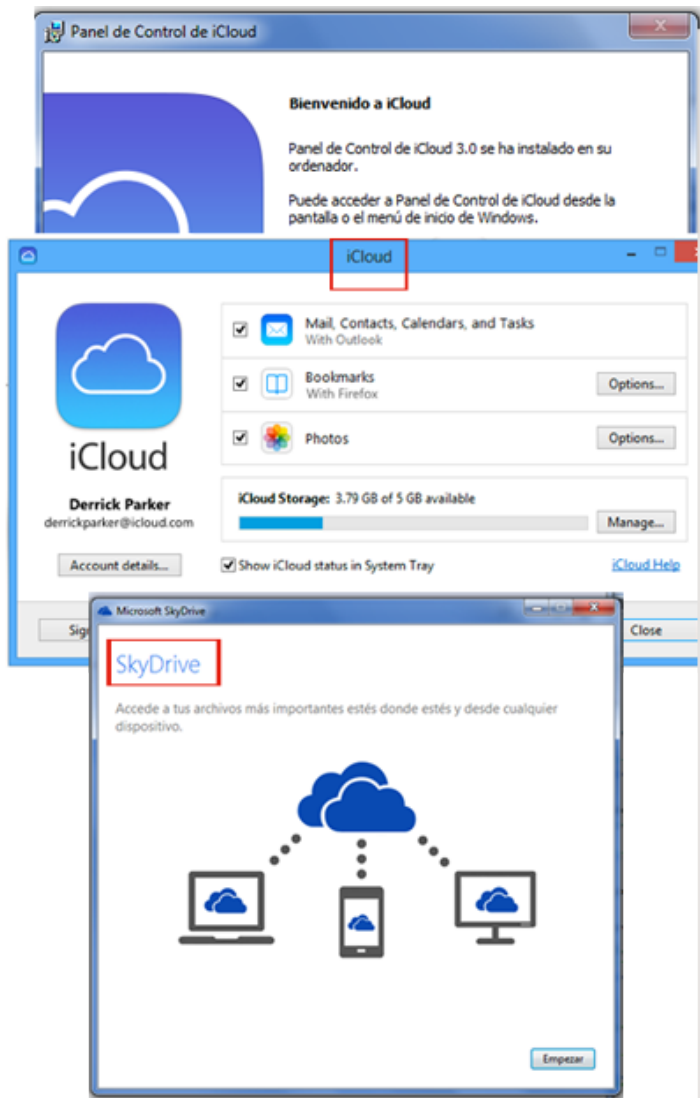 Panel de Control de iCloud
Bienvenido a iCloud
Panel de Control de iCloud 3.0 se ha instalado en su
ordenador.
Puede acceder a Panel de Control de iCloud desde la
pantalla o el menú de inicio de Windows.
iCloud
Mail, Contacts, Calendars, and Tasks
With Outlook
Bookmarks
With Firefox
Options...
Photos
Options...
iCloud
Derrick Parker
derrickparker@icloud.com
iCloud Storage: 3.79 GB of 5 GB available
Manage...
Account details...
Show iCloud status in System Tray
iCloud Help
Close
Microsoft SkyDrive
SkyDrive
Accede a tus archivos más importantes estés donde estés y desde cualquier
dispositivo.
Empezar